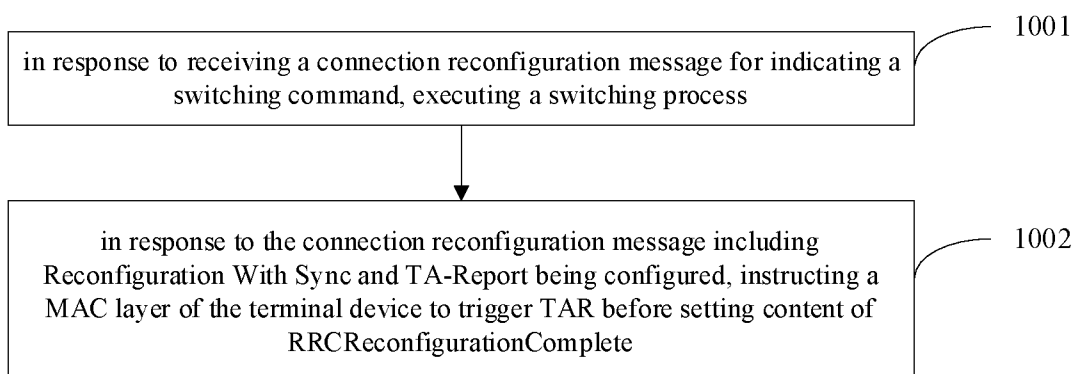 1001
in response to receiving a connection reconfiguration message for indicating a
switching command, executing a switching process
1002
in response to the connection reconfiguration message including
Reconfiguration With Sync and TA-Report being configured, instructing a
MAC layer of the terminal device to trigger TAR before setting content of
RRCReconfigurationComplete